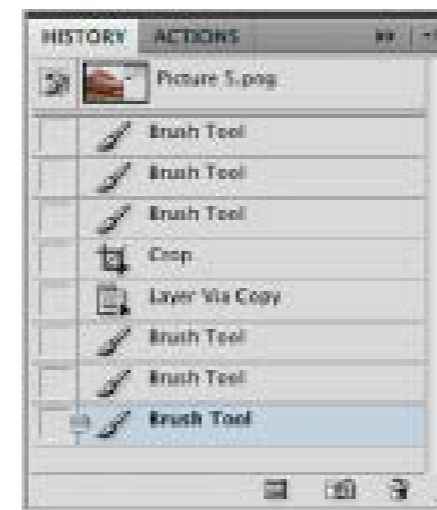 HISTORY ACTIONS
Picture 5.png
Brush Tool
Brush Tool
Brush Tool
Crop
Layer Via Copy
Brush Tool
Brush Tool
Brush Tool